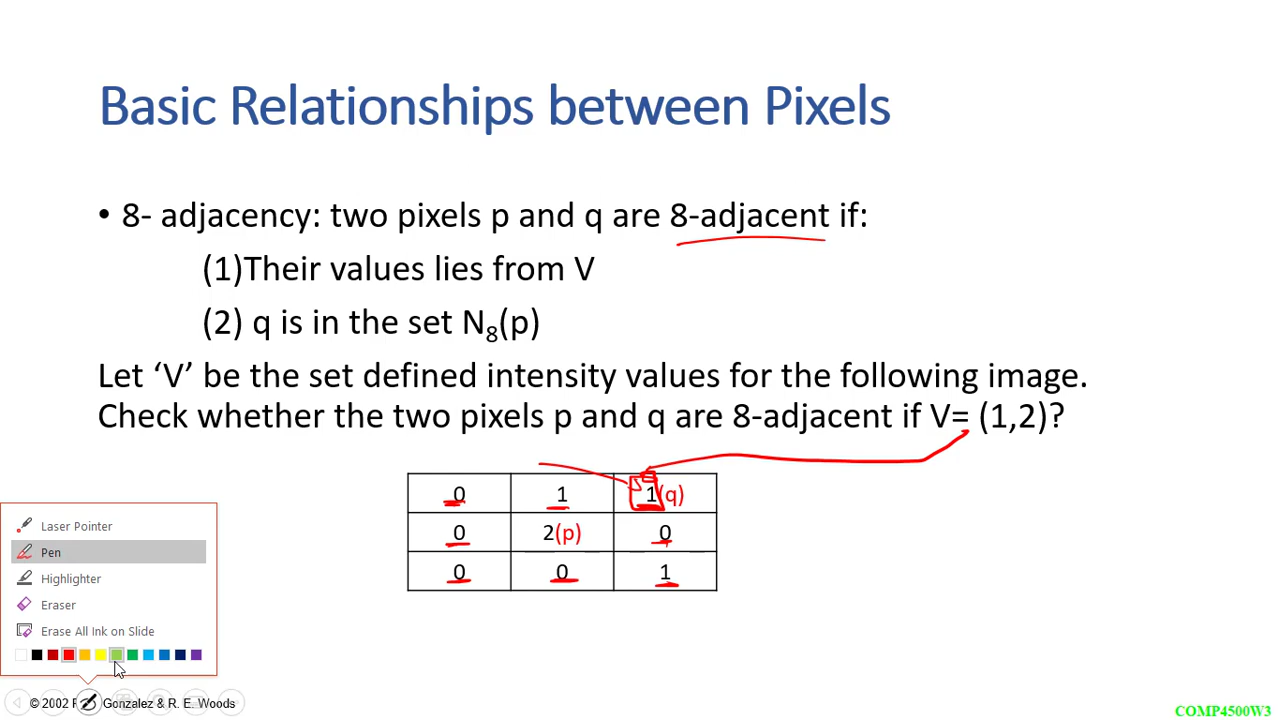 Basic Relationships between Pixels
• 8- adjacency: two pixels p and q are 8-adjacent if:
(1)Their values lies from V
(2) q is in the set N8(p)
Let ‘V’ be the set defined intensity values for the following image.
Check whether the two pixels p and q are 8-adjacent if V= (1,2)?
0 1 1(q)
0 2(p) 0
0 0 1
Laser Pointer
Pen
Highlighter
Eraser
Erase All Ink on Slide
© 2002 Gonzalez & R. E. Woods
COMP4500W3